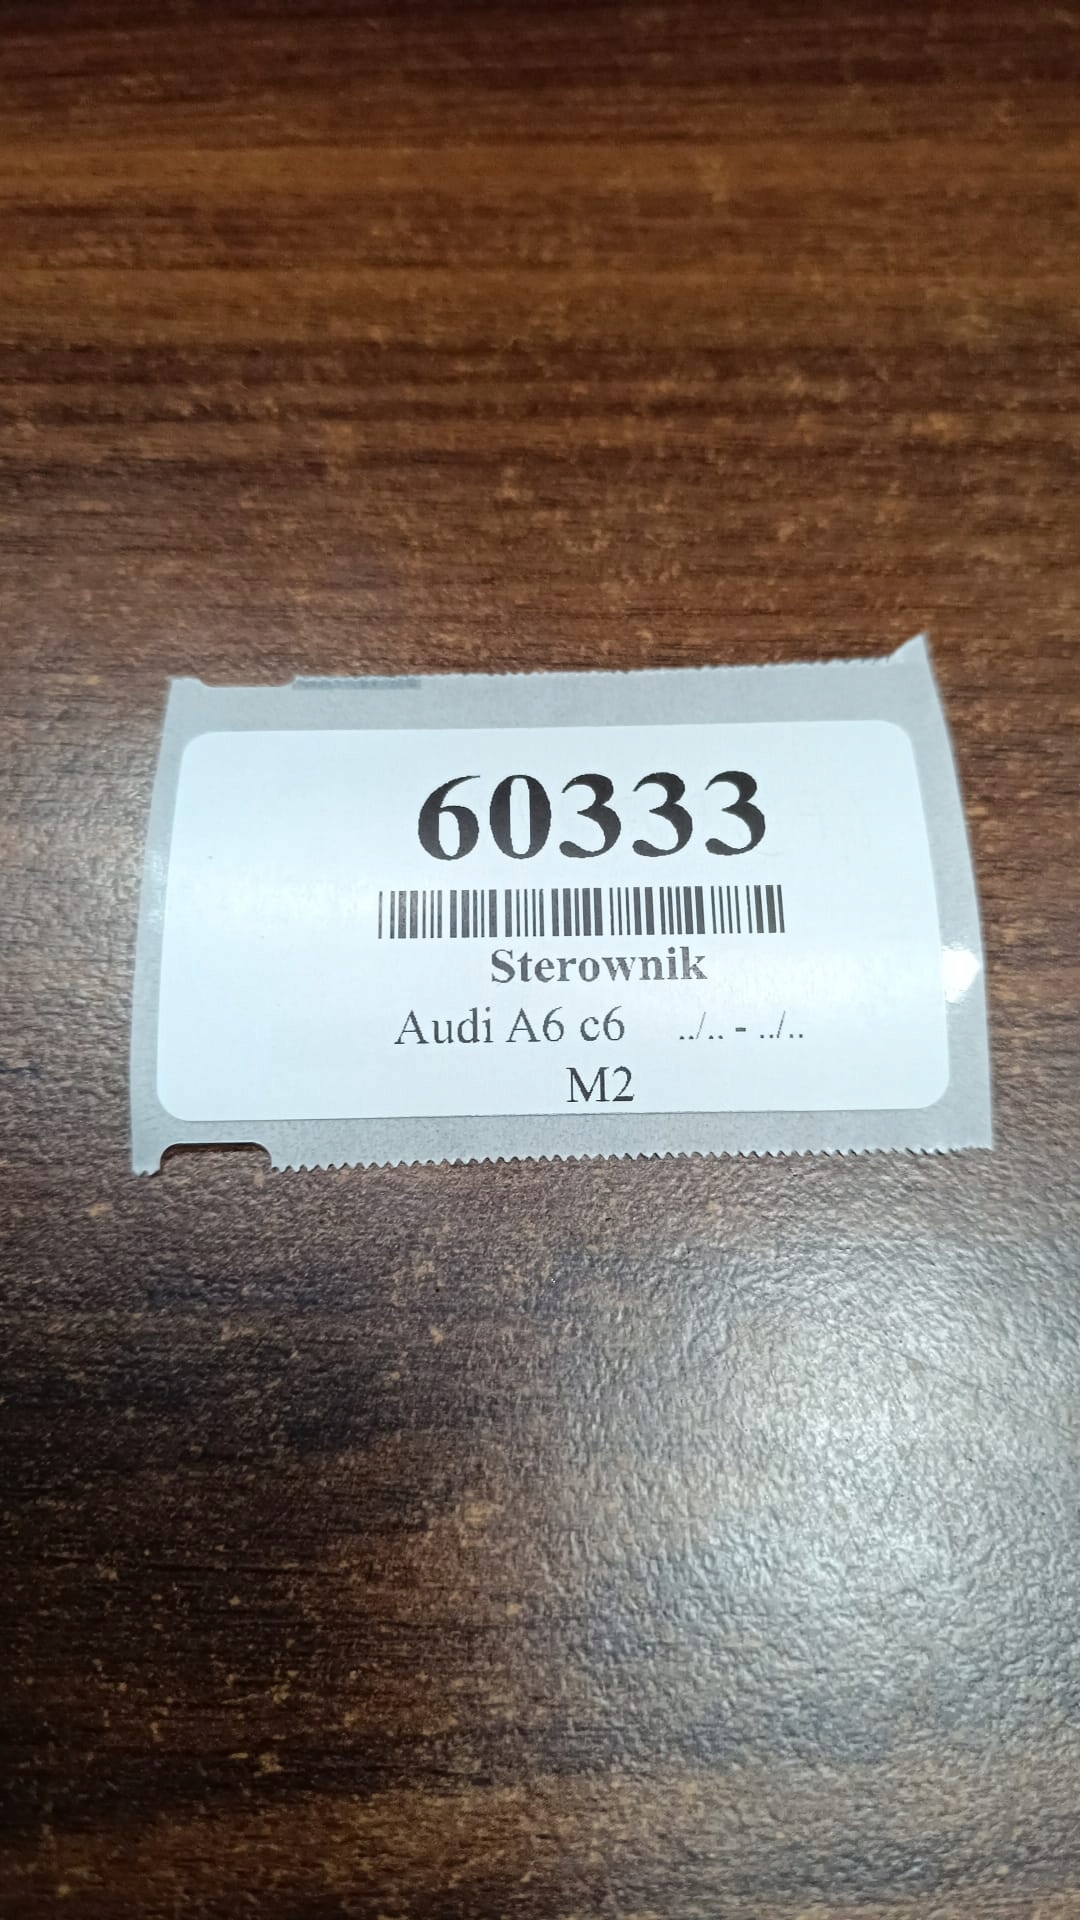 60333
Sterownik
Audi A6 c6 ../.. - ../..
M2